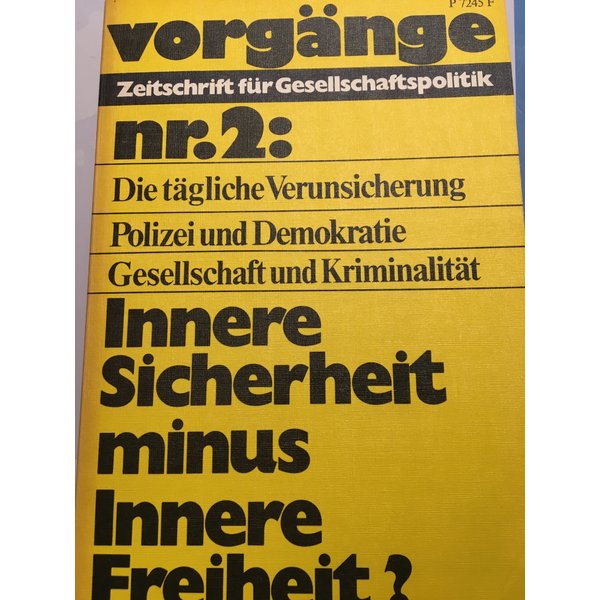 P 7245 F
vorgänge
Zeitschrift für Gesellschaftspolitik
nr.2:
Die tägliche Verunsicherung
Polizei und Demokratie
Gesellschaft und Kriminalität
Innere
Sicherheit
minus
Innere
Freiheit?